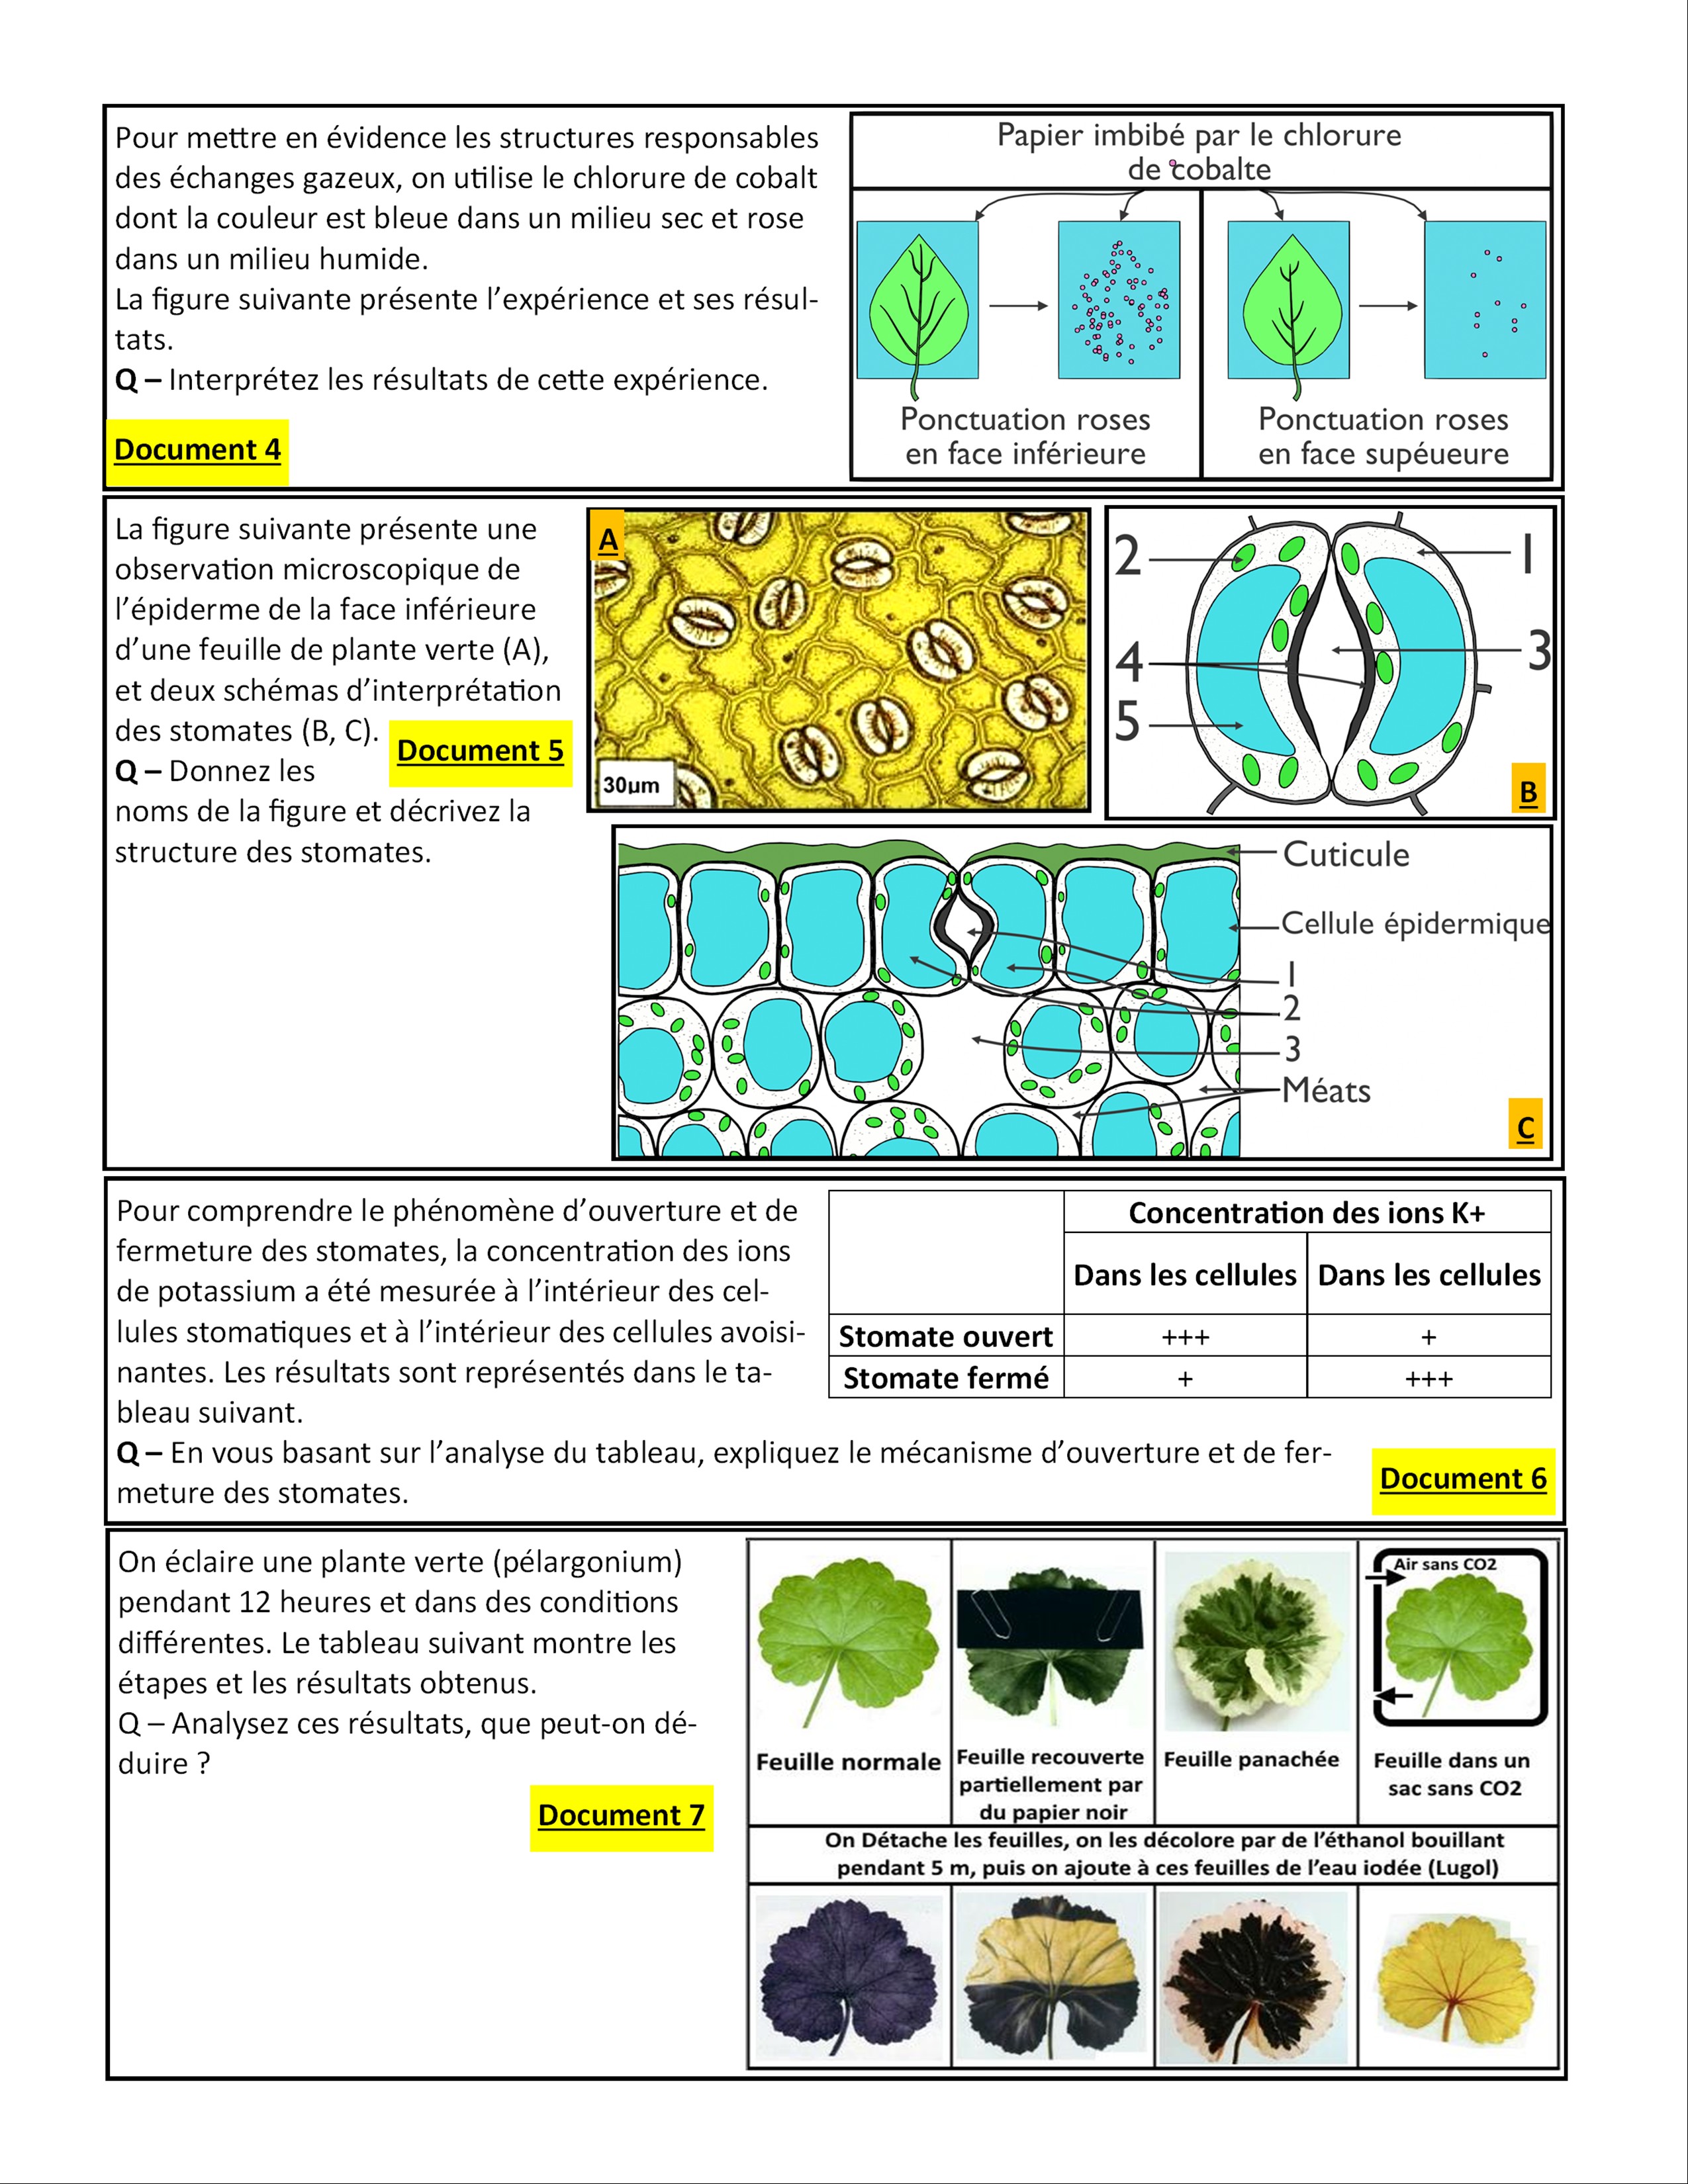 Pour mettre en évidence les structures responsables
des échanges gazeux, on utilise le chlorure de cobalt
dont la couleur est bleue dans un milieu sec et rose
dans un milieu humide.
La figure suivante présente l’expérience et ses résul-
tats.
Q – Interprétez les résultats de cette expérience.
Document 4
Papier imbibé par le chlorure
de cobalte
Ponctuation roses
en face inférieure
Ponctuation roses
en face supéueure
La figure suivante présente une
observation microscopique de
l’épiderme de la face inférieure
d’une feuille de plante verte (A),
et deux schémas d’interprétation
des stomates (B, C).
Document 5
Q – Donnez les
noms de la figure et décrivez la
structure des stomates.
A
30µm
2
1
3
4
5
B
Cuticule
Cellule épidermique
1
2
3
Méats
C
Pour comprendre le phénomène d’ouverture et de
fermeture des stomates, la concentration des ions
de potassium a été mesurée à l’intérieur des cel-
lules stomatiques et à l’intérieur des cellules avoisi-
nantes. Les résultats sont représentés dans le ta-
bleau suivant.
Concentration des ions K+
Dans les cellules Dans les cellules
Stomate ouvert +++ +
Stomate fermé + +++
Q – En vous basant sur l’analyse du tableau, expliquez le mécanisme d’ouverture et de fer-
meture des stomates.
Document 6
On éclaire une plante verte (pélargonium)
pendant 12 heures et dans des conditions
différentes. Le tableau suivant montre les
étapes et les résultats obtenus.
Q – Analysez ces résultats, que peut-on dé-
duire ?
Document 7
Air sans CO2
Feuille normale
Feuille recouverte
partiellement par
du papier noir
Feuille panachée
Feuille dans un
sac sans CO2
On Détache les feuilles, on les décolore par de l’éthanol bouillant
pendant 5 m, puis on ajoute à ces feuilles de l’eau iodée (Lugol)